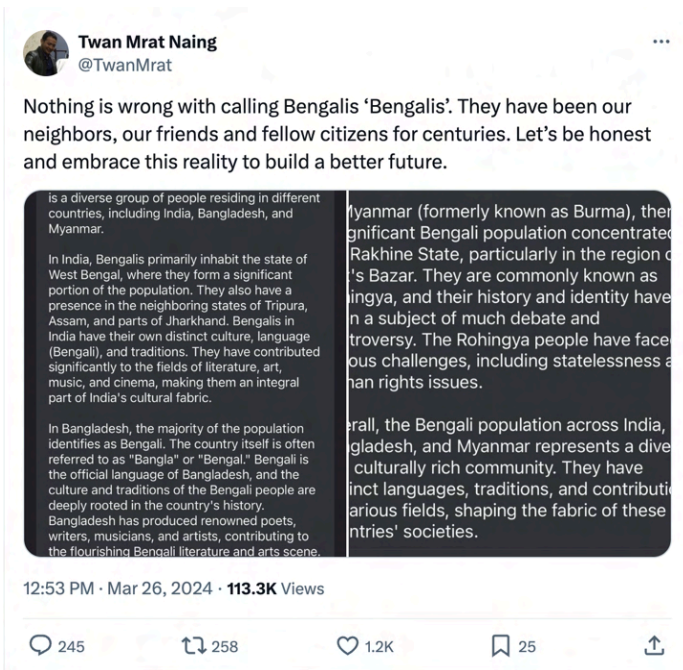 Twan Mrat Naing
@TwanMrat
Nothing is wrong with calling Bengalis ‘Bengalis’. They have been our
neighbors, our friends and fellow citizens for centuries. Let’s be honest
and embrace this reality to build a better future.
is a diverse group of people residing in different
countries, including India, Bangladesh, and
Myanmar.
In India, Bengalis primarily inhabit the state of
West Bengal, where they form a significant
portion of the population. They also have a
presence in the neighboring states of Tripura,
Assam, and parts of Jharkhand. Bengalis in
India have their own distinct culture, language
(Bengali), and traditions. They have contributed
significantly to the fields of literature, art,
music, and cinema, making them an integral
part of India's cultural fabric.
In Bangladesh, the majority of the population
identifies as Bengali. The country itself is often
referred to as "Bangla" or "Bengal." Bengali is
the official language of Bangladesh, and the
culture and traditions of the Bengali people are
deeply rooted in the country's history.
Bangladesh has produced renowned poets,
writers, musicians, and artists, contributing to
the flourishing Bengali literature and arts scene.
lyanmar (formerly known as Burma), ther
gnificant Bengali population concentrated
Rakhine State, particularly in the region o
's Bazar. They are commonly known as
ingya, and their history and identity have
n a subject of much debate and
troversy. The Rohingya people have face
ous challenges, including statelessness a
nan rights issues.
rall, the Bengali population across India,
gladesh, and Myanmar represents a dive
culturally rich community. They have
inct languages, traditions, and contributi
arious fields, shaping the fabric of these
ntries' societies.
12:53 PM · Mar 26, 2024 · 113.3K Views
245 258 1.2K 25